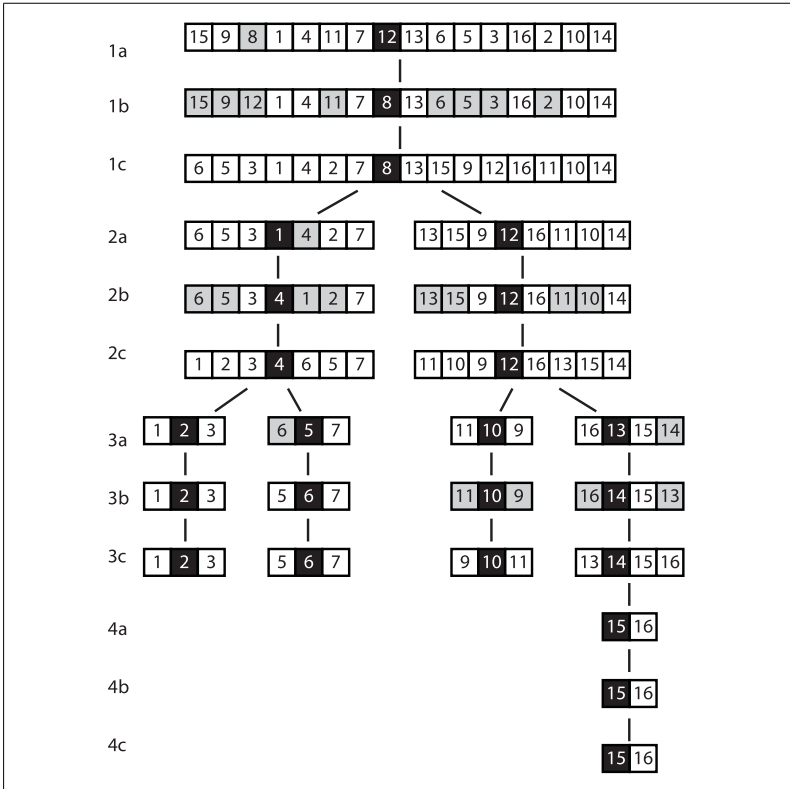 1a 15 9 8 1 4 11 7 12 13 6 5 3 16 2 10 14
1b 15 9 12 1 4 11 7 8 13 6 5 3 16 2 10 14
1c 6 5 3 1 4 2 7 8 13 15 9 12 16 11 10 14
2a 6 5 3 1 4 2 7 13 15 9 12 16 11 10 14
2b 6 5 3 4 1 2 7 13 15 9 12 16 11 10 14
2c 1 2 3 4 6 5 7 11 10 9 12 16 13 15 14
3a 1 2 3 6 5 7 11 10 9 16 13 15 14
3b 1 2 3 5 6 7 11 10 9 16 14 15 13
3c 1 2 3 5 6 7 9 10 11 13 14 15 16
4a 15 16
4b 15 16
4c 15 16